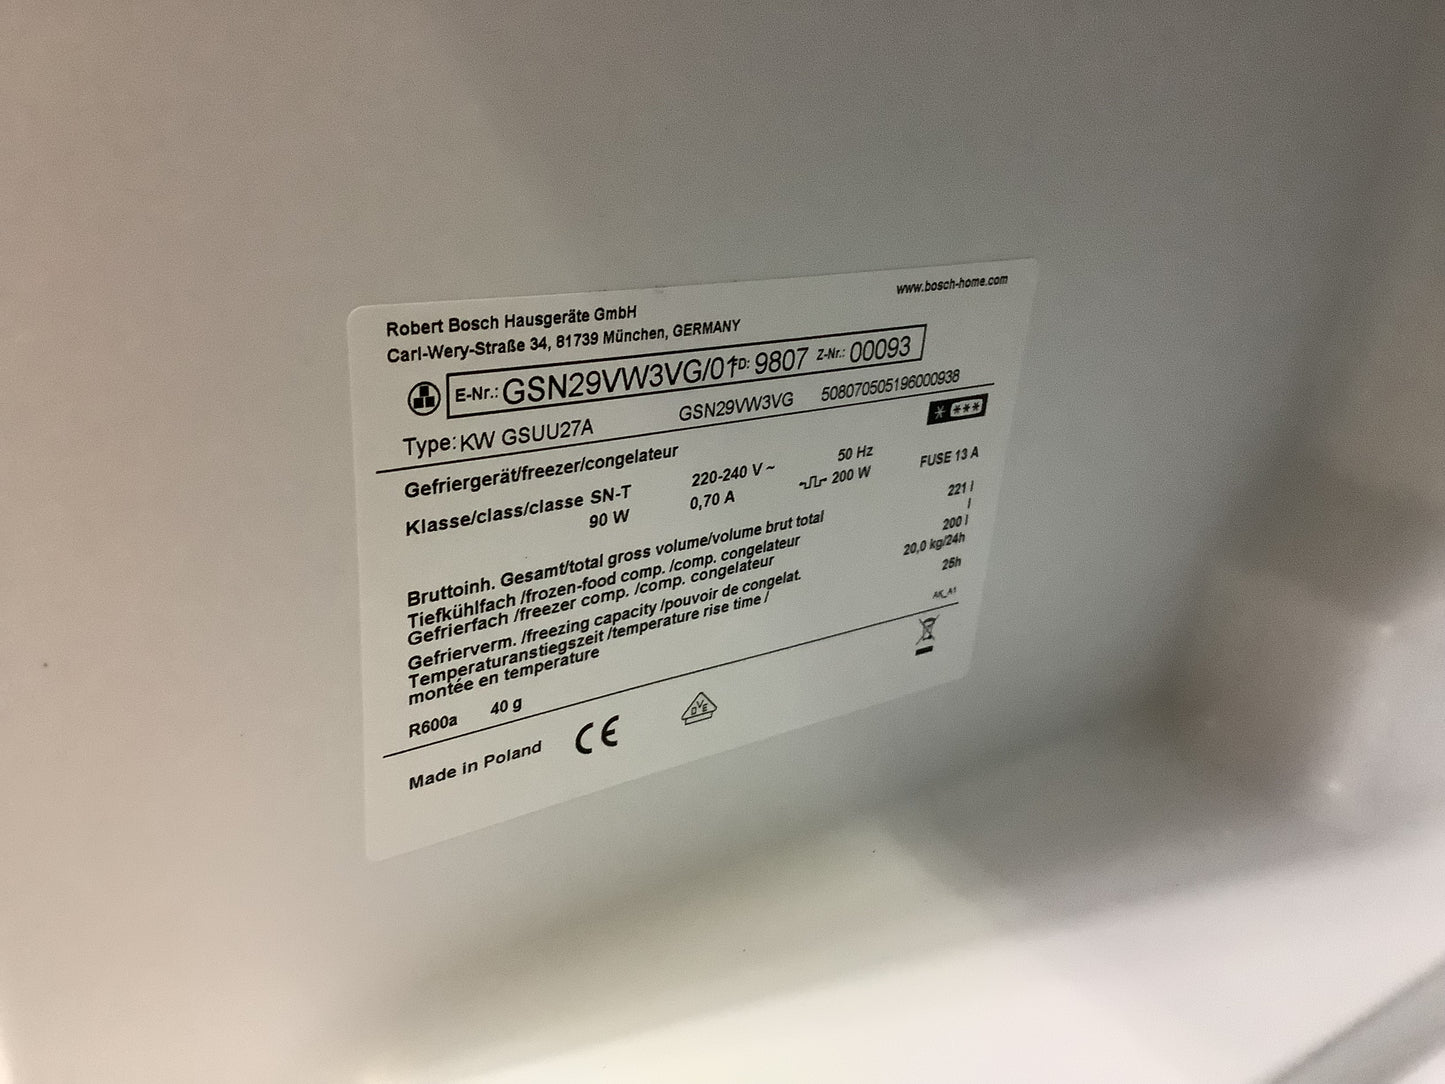 Robert Bosch Hausgeräte GmbH
www.bosch-home.com
Carl-Wery-Straße 34, 81739 München, GERMANY
E-Nr.: GSN29VW3VG/01 FD: 9807 Z-Nr.: 00093
Type: KW GSUU27A GSN29VW3VG 508070505196000938
Gefriergerät/freezer/congelateur
Klasse/class/classe SN-T 220-240 V ~ 50 Hz FUSE 13 A
90 W 0,70 A 200 W
Bruttoinh. Gesamt/total gross volume/volume brut total 221 l
Tiefkühlfach /frozen-food comp. /comp. congelateur l
Gefrierfach /freezer comp. /comp. congelateur 200 l
Gefrierverm. /freezing capacity /pouvoir de congelat. 20,0 kg/24h
Temperaturanstiegszeit /temperature rise time / 25h
montée en temperature
AK_A1
R600a 40 g
Made in Poland CE DVE